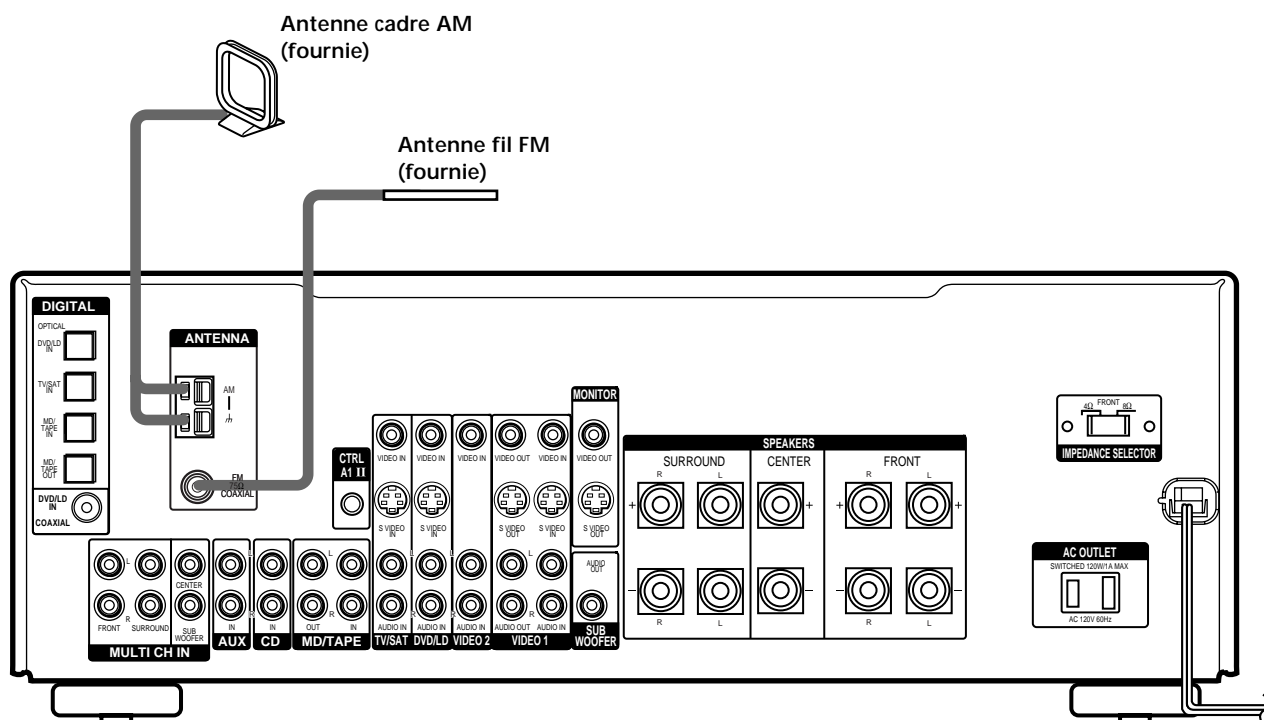 Antenne cadre AM
(fournie)
Antenne fil FM
(fournie)
DIGITAL
OPTICAL
DVD/LD
IN
TV/SAT
IN
MD/
TAPE
IN
MD/
TAPE
OUT
DVD/LD
IN
COAXIAL
ANTENNA
AM
FM
75Ω
COAXIAL
CTRL
A1 II
MONITOR
VIDEO IN
VIDEO IN
VIDEO IN
VIDEO OUT
VIDEO IN
VIDEO OUT
S VIDEO
IN
S VIDEO
IN
S VIDEO
OUT
S VIDEO
IN
S VIDEO
OUT
SPEAKERS
SURROUND
CENTER
FRONT
R
L
R
L
+
+
+
+
–
–
–
–
R
L
R
L
FRONT
4Ω
8Ω
IMPEDANCE SELECTOR
AC OUTLET
SWITCHED 120W/1A MAX
AC 120V 60Hz
L
CENTER
L
L
L
L
L
AUDIO
OUT
R
R
R
R
R
R
FRONT
SURROUND
SUB
WOOFER
IN
IN
OUT
IN
AUDIO IN
AUDIO IN
AUDIO IN
AUDIO OUT
AUDIO IN
MULTI CH IN
AUX
CD
MD/TAPE
TV/SAT
DVD/LD
VIDEO 2
VIDEO 1
SUB
WOOFER